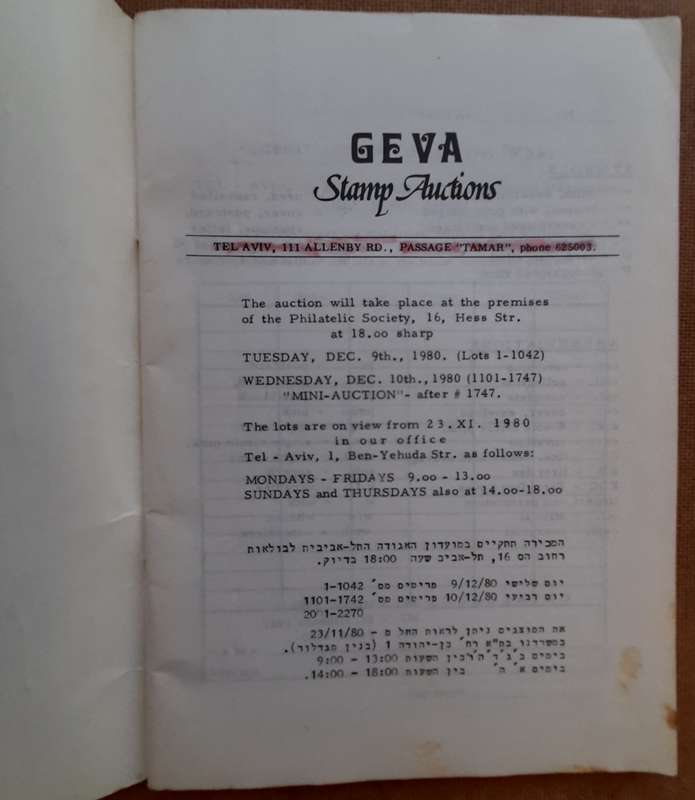 GEVA
Stamp Auctions
TEL AVIV, 111 ALLENBY RD., PASSAGE "TAMAR", phone 625003.
The auction will take place at the premises
of the Philatelic Society, 16, Hess Str.
at 18.oo sharp
TUESDAY, DEC. 9th., 1980. (Lots 1-1042)
WEDNESDAY, DEC. 10th., 1980 (1101-1747)
"MINI-AUCTION"- after # 1747.
The lots are on view from 23.XI. 1980
in our office
Tel - Aviv, 1, Ben-Yehuda Str. as follows:
MONDAYS - FRIDAYS 9.oo - 13.oo
SUNDAYS and THURSDAYS also at 14.oo-18.oo
המכירה תתקיים במועדון האגודה התל-אביבית לבולאות
רחוב הס 16, תל-אביב שעה 18:00 בדיוק.
יום שלישי 9/12/80 פריטים מס' 1-1042
יום רביעי 10/12/80 פריטים מס' 1101-1742
2001-2270
את המוצגים ניתן לראות החל מ - 23/11/80
במשרדנו בת"א רח' בן-יהודה 1 (בנין מגדלור).
בימים ב' ג' ד' ה' ו' בין השעות 13:00 - 9:00
בימים א' ה' בין השעות 18:00 - 14:00.